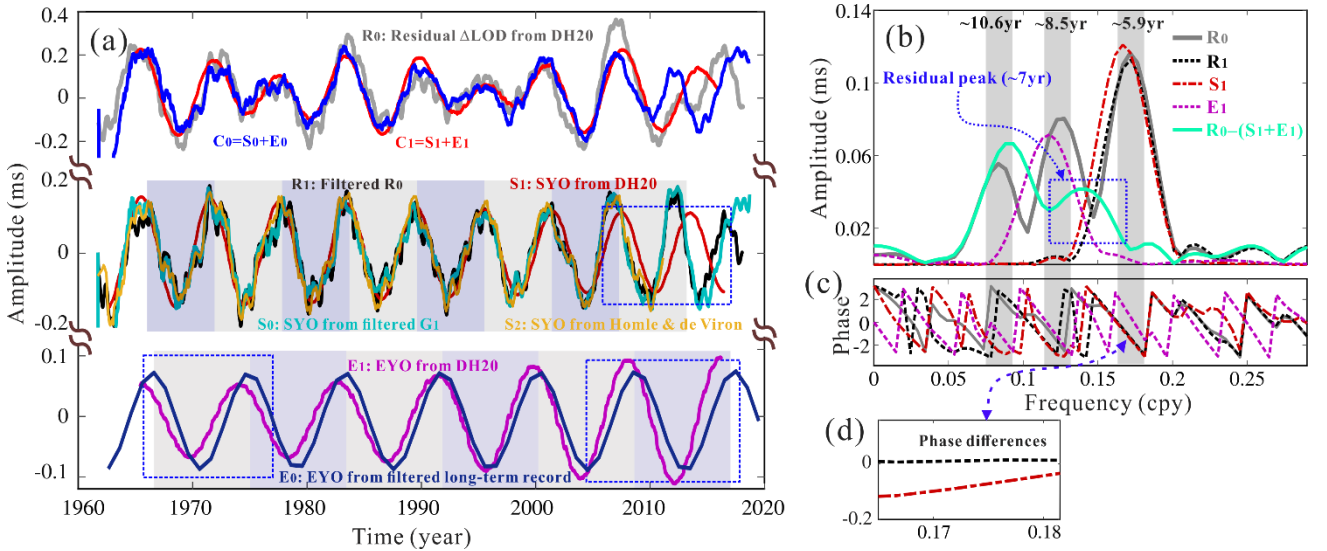 (a)
R₀: Residual ΔLOD from DH20
C₀=S₀+E₀
C₁=S₁+E₁
0.4
0.2
0
-0.2
R₁: Filtered R₀
S₁: SYO from DH20
0.2
0
-0.2
S₀: SYO from filtered G₁
S₂: SYO from Homle & de Viron
E₁: EYO from DH20
0.1
0
-0.1
E₀: EYO from filtered long-term record
Amplitude (ms)
1960
1970
1980
1990
2000
2010
2020
Time (year)
(b)
~10.6yr
~8.5yr
~5.9yr
Residual peak (~7yr)
R₀
R₁
S₁
E₁
R₀–(S₁+E₁)
0.14
0.1
0.06
0.02
Amplitude (ms)
(c)
2
0
-2
Phase
0
0.05
0.1
0.15
0.2
0.25
Frequency (cpy)
(d)
Phase differences
0
-0.2
0.17
0.18